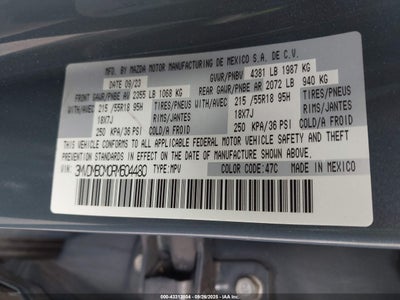 MFD. BY MAZDA MOTOR MANUFACTURING DE MEXICO S.A. DE C.V.
DATE 09/23 GVWR/PNBV 4381 LB 1987 KG
FRONT GAWR/PNBE AV 2355 LB 1068 KG REAR GAWR/PNBE AR 2072 LB 940 KG
WITH/AVEC 215 /55R18 95H TIRES/PNEUS WITH/AVEC 215 /55R18 95H TIRES/PNEUS
18X7J RIMS/JANTE 18X7J RIMS/JANTE
250 KPA/36 PSI COLD/A FROID 250 KPA/36 PSI COLD/A FROID
THIS VEHICLE CONFORMS TO ALL APPLICABLE FEDERAL MOTOR VEHICLE SAFETY, BUMPER, AND THEFT
PREVENTION STANDARDS IN EFFECT ON THE DATE OF MANUFACTURE SHOWN ABOVE.
TYPE:MPV
COLOR CODE:47C MADE IN MEXICO
000-43312604 (09/26/2025) IAA Inc.